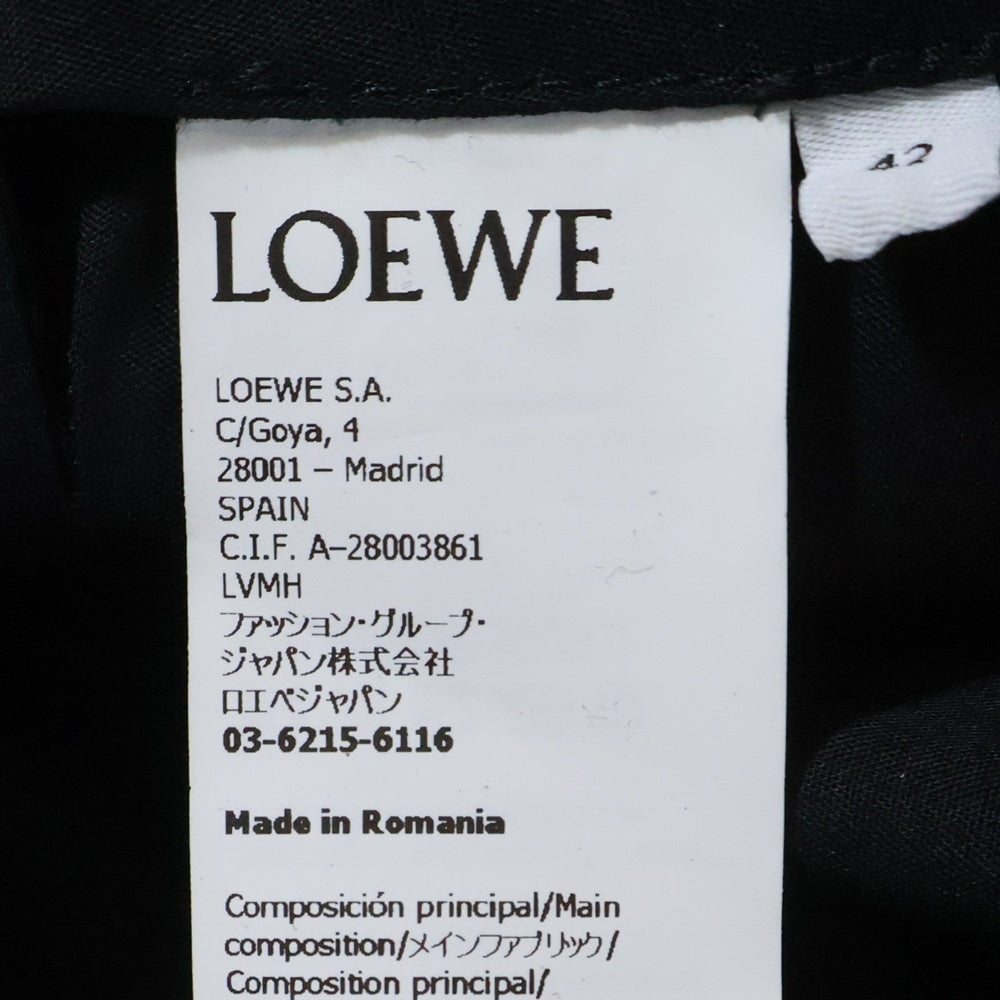 LOEWE
42
LOEWE S.A.
C/Goya, 4
28001 – Madrid
SPAIN
C.I.F. A-28003861
LVMH
ファッション・グループ・
ジャパン株式会社
ロエベジャパン
03-6215-6116
Made in Romania
Composición principal/Main
composition/メインファブリック/
Composition principal/